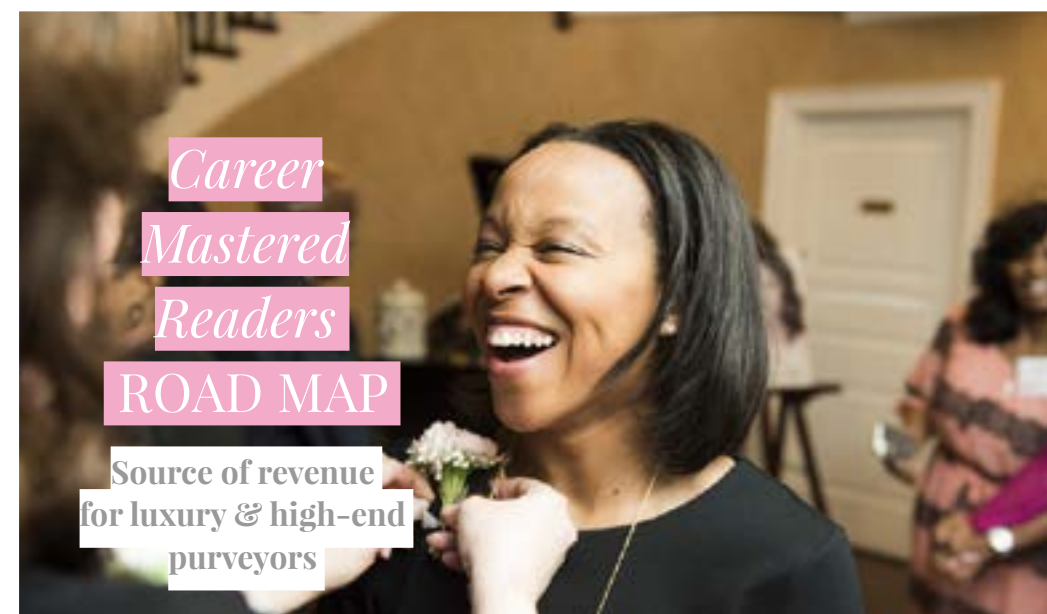 Career
Mastered
Readers
ROAD MAP
Source of revenue
for luxury & high-end
purveyors